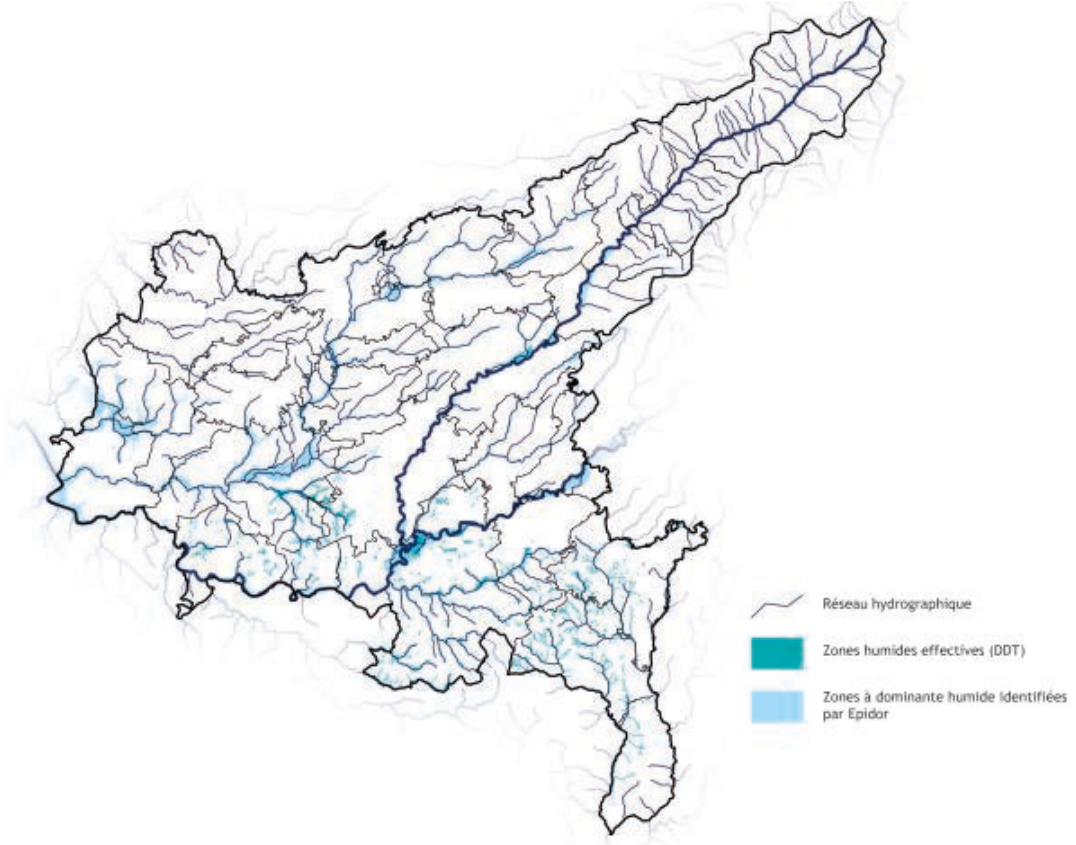 Réseau hydrographique
Zones humides effectives (DDT)
Zones à dominante humide identifiées
par Epidor